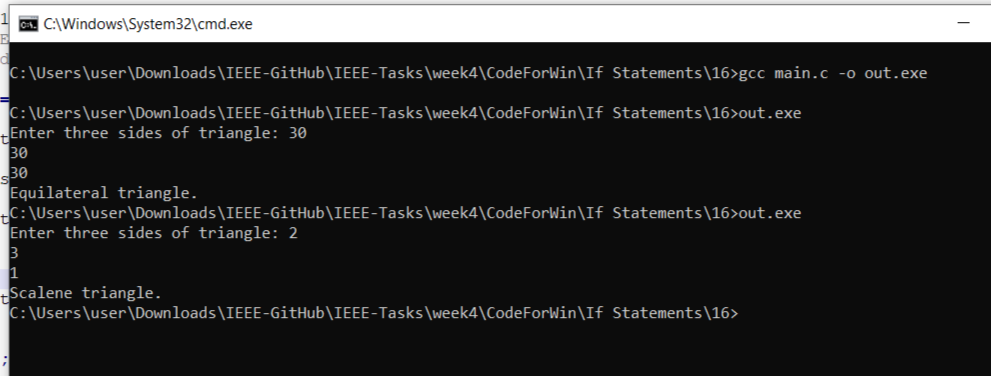 C:\Windows\System32\cmd.exe
C:\Users\user\Downloads\IEEE-GitHub\IEEE-Tasks\week4\CodeForWin\If Statements\16>gcc main.c -o out.exe
C:\Users\user\Downloads\IEEE-GitHub\IEEE-Tasks\week4\CodeForWin\If Statements\16>out.exe
Enter three sides of triangle: 30
30
30
Equilateral triangle.
C:\Users\user\Downloads\IEEE-GitHub\IEEE-Tasks\week4\CodeForWin\If Statements\16>out.exe
Enter three sides of triangle: 2
3
1
Scalene triangle.
C:\Users\user\Downloads\IEEE-GitHub\IEEE-Tasks\week4\CodeForWin\If Statements\16>